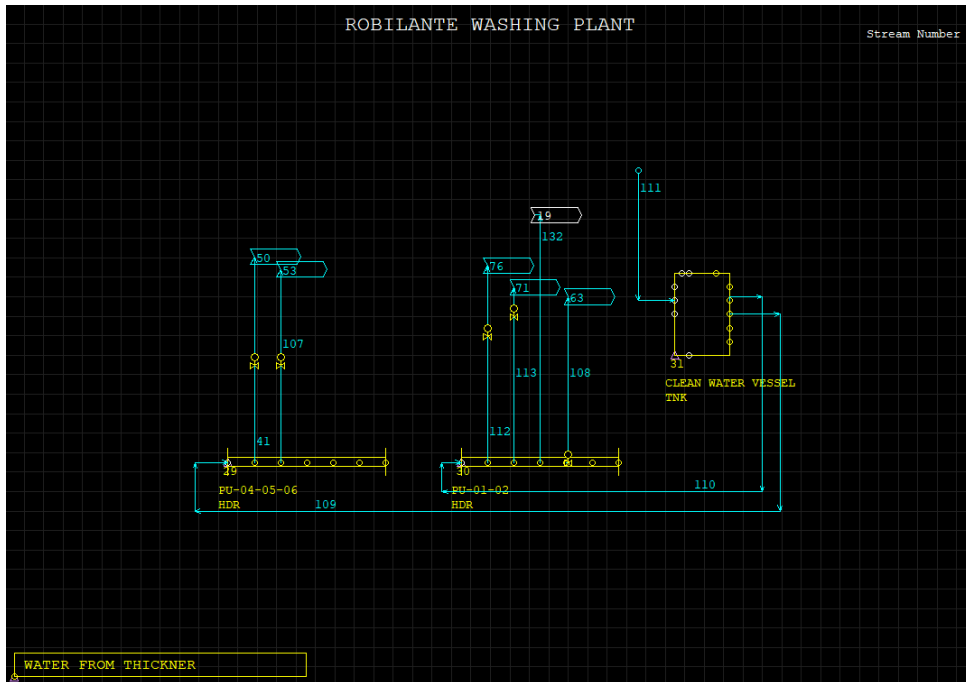 ROBILANTE WASHING PLANT
Stream Number
111
19
132
50
53
76
71
63
107
113
108
31
CLEAN WATER VESSEL
TNK
41
112
29
30
PU-04-05-06
HDR
PU-01-02
HDR
110
109
WATER FROM THICKNER